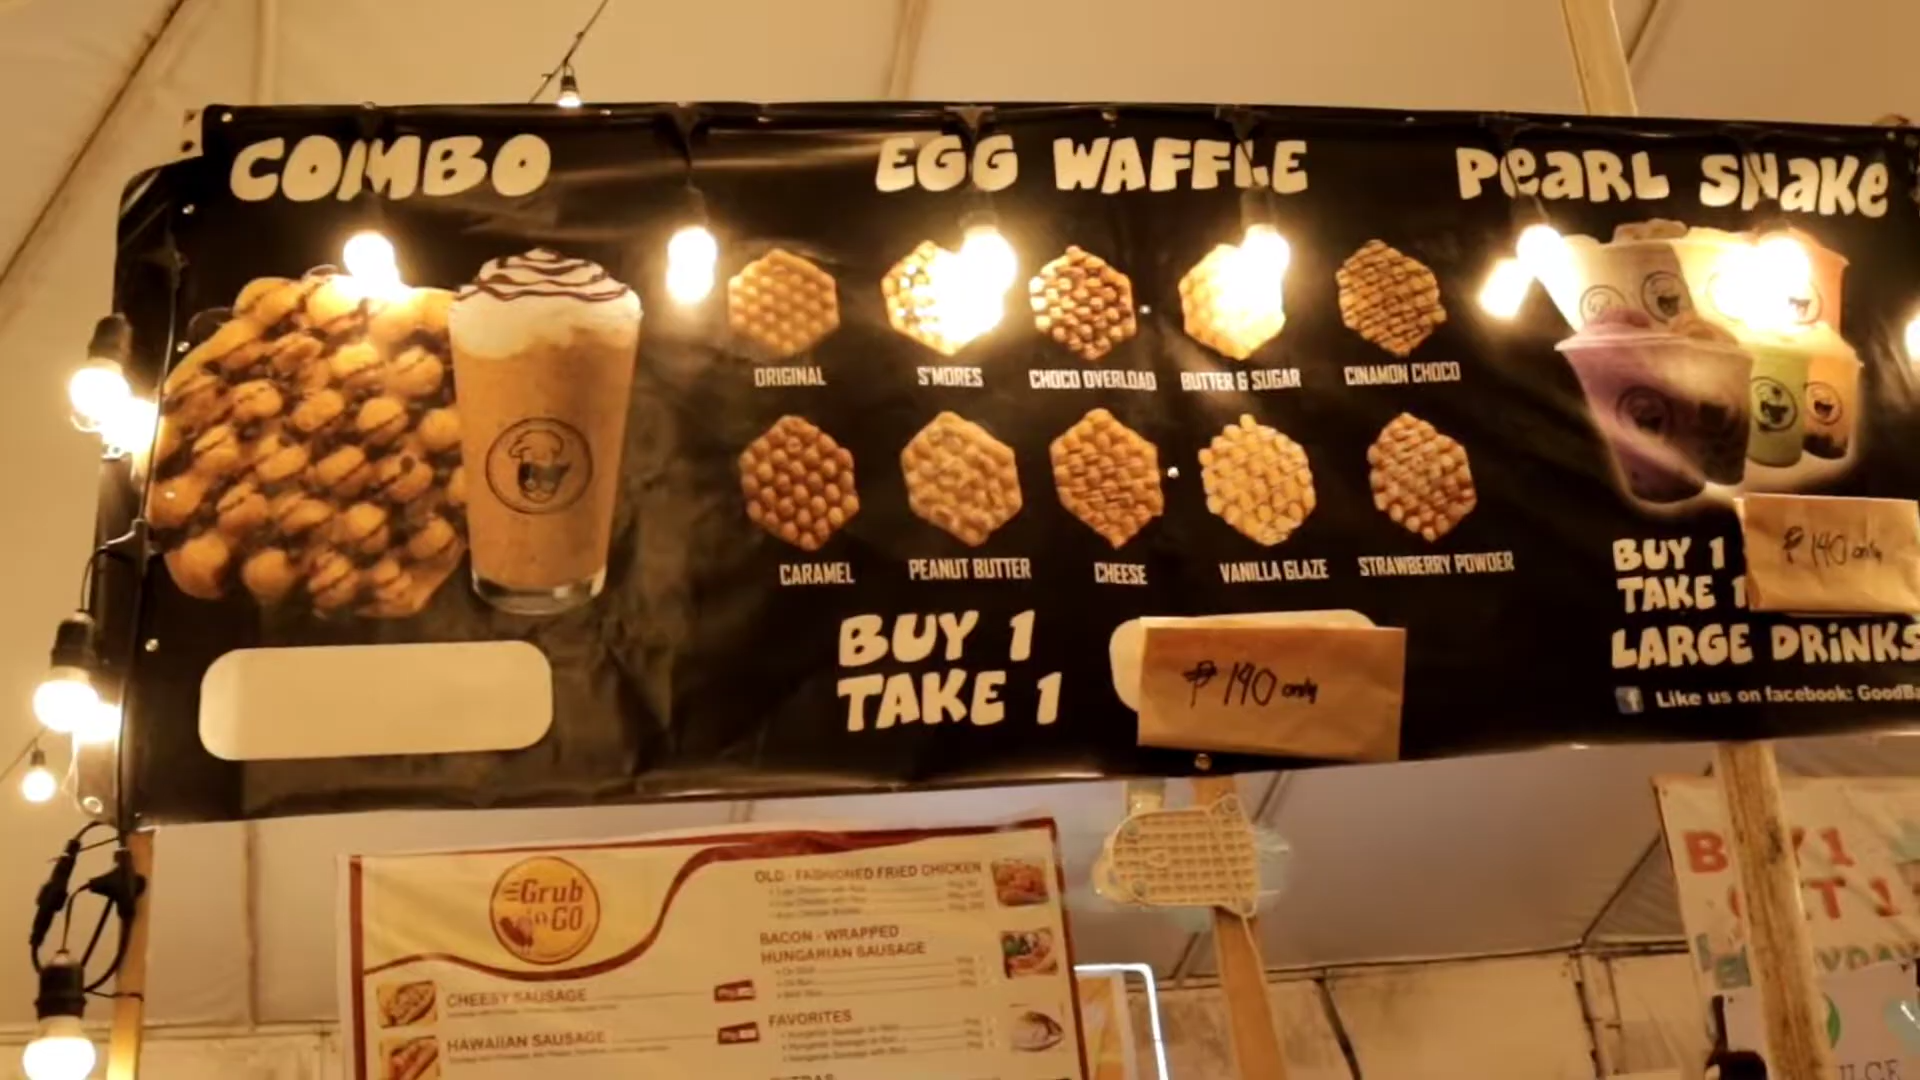 COMBO
EGG WAFFLE
PEARL SHAKE
ORIGINAL
S'MORES
CHOCO OVERLOAD
BUTTER & SUGAR
CINAMON CHOCO
CARAMEL
PEANUT BUTTER
CHEESE
VANILLA GLAZE
STRAWBERRY POWDER
BUY 1
TAKE 1
₱ 190 only
BUY 1
TAKE 1
₱ 140 only
LARGE DRiNKS
Like us on facebook: GoodBa
Grub
in GO
CHEESY SAUSAGE
HAWAIIAN SAUSAGE
OLD - FASHIONED FRIED CHICKEN
BACON - WRAPPED
HUNGARIAN SAUSAGE
FAVORITES